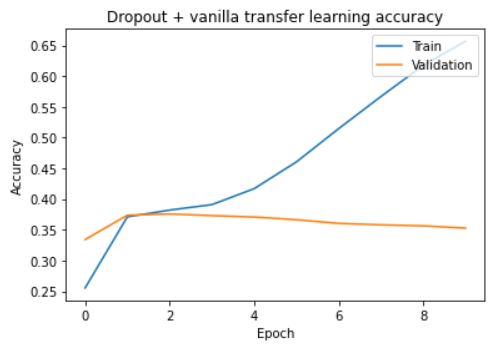 Dropout + vanilla transfer learning accuracy
Train
Validation
0.65
0.60
0.55
0.50
0.45
0.40
0.35
0.30
0.25
Accuracy
0 2 4 6 8
Epoch